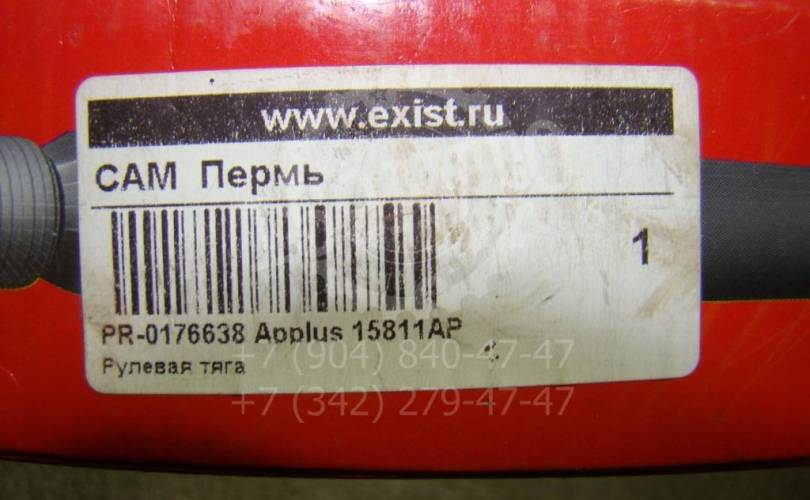 www.exist.ru
САМ Пермь
1
PR-0176638 Applus 15811AP
Рулевая тяга
+7 (904) 840-47-47
+7 (342) 279-47-47